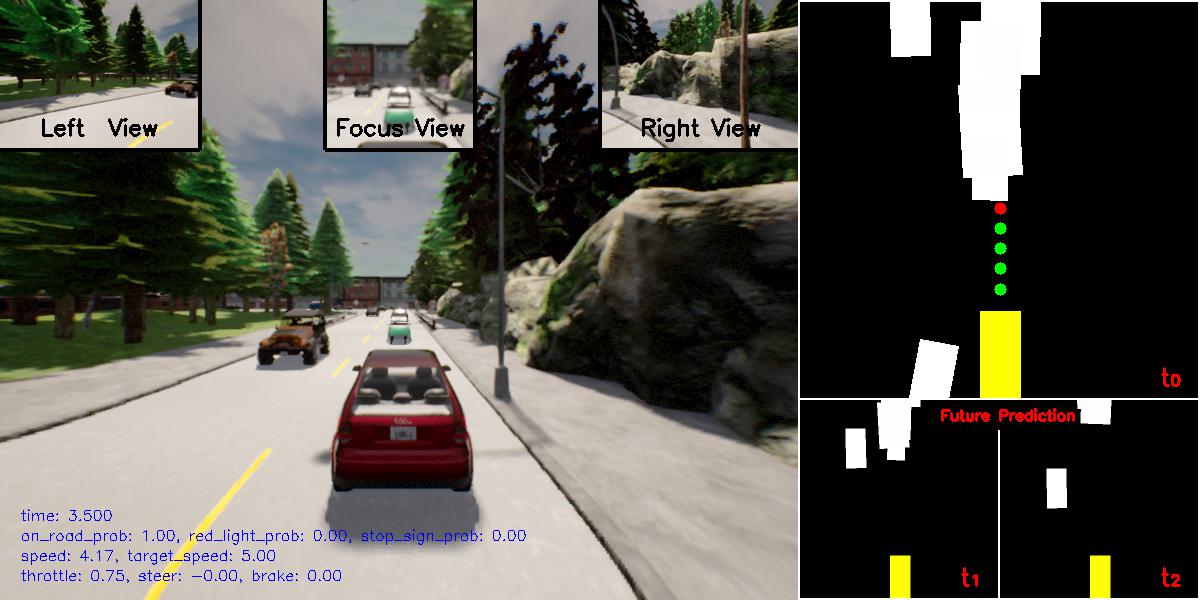 Left View
Focus View
Right View
t0
Future Prediction
t1
t2
time: 3.500
on_road_prob: 1.00, red_light_prob: 0.00, stop_sign_prob: 0.00
speed: 4.17, target_speed: 5.00
throttle: 0.75, steer: -0.00, brake: 0.00